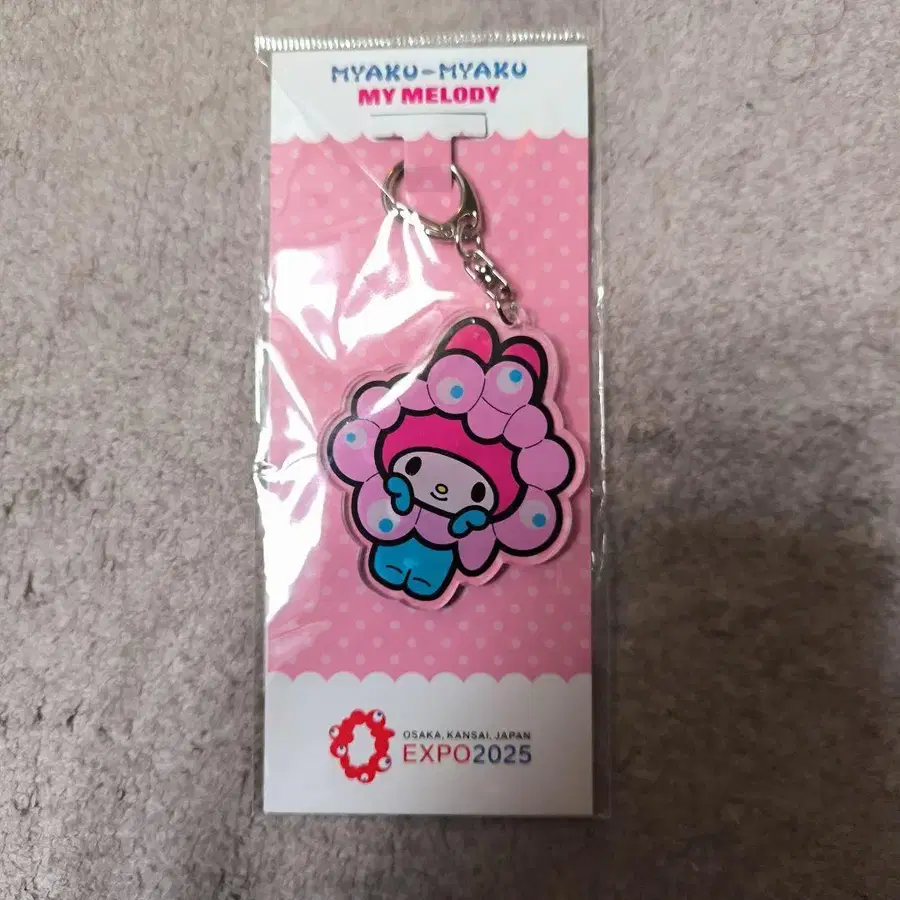 MYAKU-MYAKU
MY MELODY
OSAKA, KANSAI, JAPAN
EXPO2025